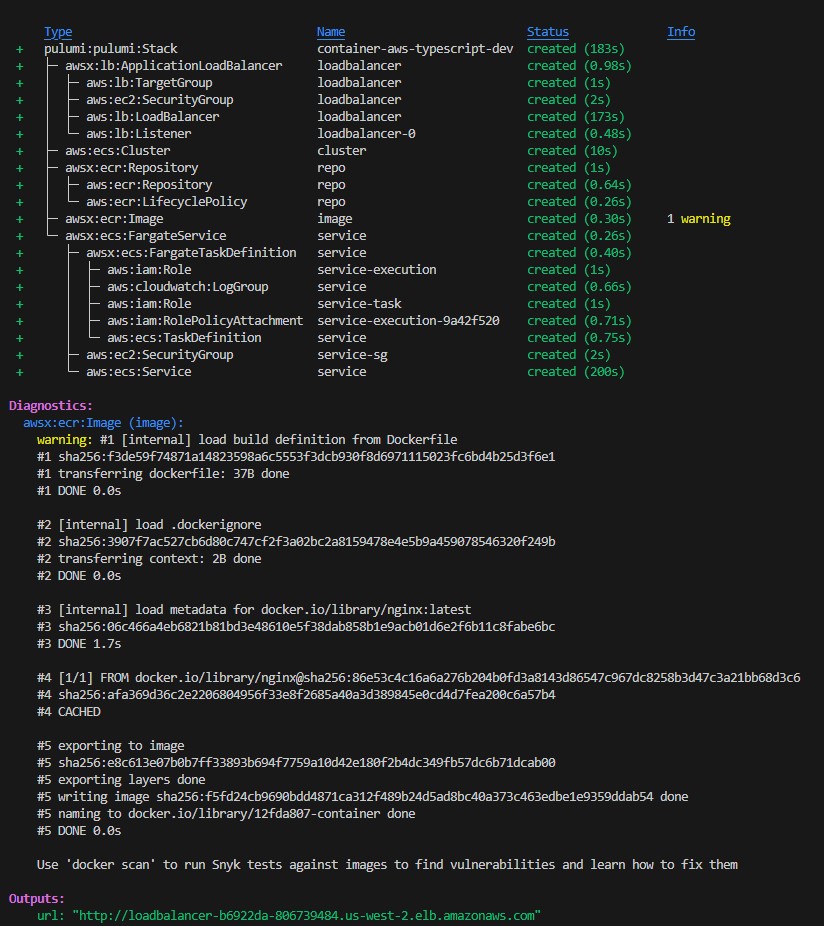 Type Name Status Info
+ pulumi:pulumi:Stack container-aws-typescript-dev created (183s)
+ ├─ awsx:lb:ApplicationLoadBalancer loadbalancer created (0.98s)
+ │ ├─ aws:lb:TargetGroup loadbalancer created (1s)
+ │ ├─ aws:ec2:SecurityGroup loadbalancer created (2s)
+ │ ├─ aws:lb:LoadBalancer loadbalancer created (173s)
+ │ └─ aws:lb:Listener loadbalancer-0 created (0.48s)
+ ├─ aws:ecs:Cluster cluster created (10s)
+ ├─ awsx:ecr:Repository repo created (1s)
+ │ ├─ aws:ecr:Repository repo created (0.64s)
+ │ └─ aws:ecr:LifecyclePolicy repo created (0.26s)
+ ├─ awsx:ecr:Image image created (0.30s) 1 warning
+ └─ awsx:ecs:FargateService service created (0.26s)
+ ├─ awsx:ecs:FargateTaskDefinition service created (0.40s)
+ │ ├─ aws:iam:Role service-execution created (1s)
+ │ ├─ aws:cloudwatch:LogGroup service created (0.66s)
+ │ ├─ aws:iam:Role service-task created (1s)
+ │ ├─ aws:iam:RolePolicyAttachment service-execution-9a42f520 created (0.71s)
+ │ └─ aws:ecs:TaskDefinition service created (0.75s)
+ ├─ aws:ec2:SecurityGroup service-sg created (2s)
+ └─ aws:ecs:Service service created (200s)
Diagnostics:
awsx:ecr:Image (image):
warning: #1 [internal] load build definition from Dockerfile
#1 sha256:f3de59f74871a14823598a6c5553f3dcb930f8d6971115023fc6bd4b25d3f6e1
#1 transferring dockerfile: 37B done
#1 DONE 0.0s
#2 [internal] load .dockerignore
#2 sha256:3907f7ac527cb6d80c747cf2f3a02bc2a8159478e4e5b9a459078546320f249b
#2 transferring context: 2B done
#2 DONE 0.0s
#3 [internal] load metadata for docker.io/library/nginx:latest
#3 sha256:06c466a4eb6821b81bd3e48610e5f38dab858b1e9acb01d6e2f6b11c8fabe6bc
#3 DONE 1.7s
#4 [1/1] FROM docker.io/library/nginx@sha256:86e53c4c16a6a276b204b0fd3a8143d86547c967dc8258b3d47c3a21bb68d3c6
#4 sha256:afa369d36c2e2206804956f33e8f2685a40a3d389845e0cd4d7fea200c6a57b4
#4 CACHED
#5 exporting to image
#5 sha256:e8c613e07b0b7ff33893b694f7759a10d42e180f2b4dc349fb57dc6b71dcab00
#5 exporting layers done
#5 writing image sha256:f5fd24cb9690bdd4871ca312f489b24d5ad8bc40a373c463edbe1e9359ddab54 done
#5 naming to docker.io/library/12fda807-container done
#5 DONE 0.0s
Use 'docker scan' to run Snyk tests against images to find vulnerabilities and learn how to fix them
Outputs:
url: "http://loadbalancer-b6922da-806739484.us-west-2.elb.amazonaws.com"